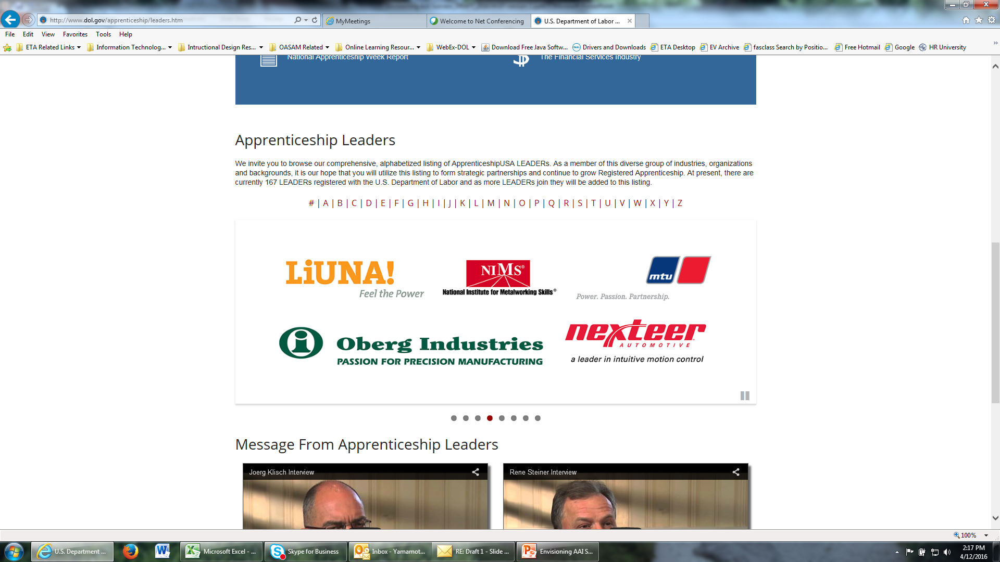 http://www.dol.gov/apprenticeship/leaders.htm
MyMeetings
Welcome to Net Conferencing
U.S. Department of Labor ...
File Edit View Favorites Tools Help
ETA Related Links
Information Technolog...
Intructional Design Res...
OASAM Related
Online Learning Resour...
WebEx-DOL
Download Free Java Softw...
Drivers and Downloads
ETA Desktop
EV Archive
fasclass Search by Positio...
Free Hotmail
Google
HR University
National Apprenticeship Week Report
The Financial Services Industry
Apprenticeship Leaders
We invite you to browse our comprehensive, alphabetized listing of ApprenticeshipUSA LEADERs. As a member of this diverse group of industries, organizations
and backgrounds, it is our hope that you will utilize this listing to form strategic partnerships and continue to grow Registered Apprenticeship. At present, there are
currently 167 LEADERs registered with the U.S. Department of Labor and as more LEADERs join they will be added to this listing.
# | A | B | C | D | E | F | G | H | I | J | K | L | M | N | O | P | Q | R | S | T | U | V | W | X | Y | Z
LiUNA!
Feel the Power
NIMS®
National Institute for Metalworking Skills®
mtu
Power. Passion. Partnership.
Oberg Industries
PASSION FOR PRECISION MANUFACTURING
nexteer
AUTOMOTIVE
a leader in intuitive motion control
Message From Apprenticeship Leaders
Joerg Klisch Interview
Rene Steiner Interview
100%
U.S. Department ...
Microsoft Excel - ...
Skype for Business
Inbox - Yamamot...
RE: Draft 1 - Slide ...
Envisioning AAI S...
2:17 PM
4/12/2016